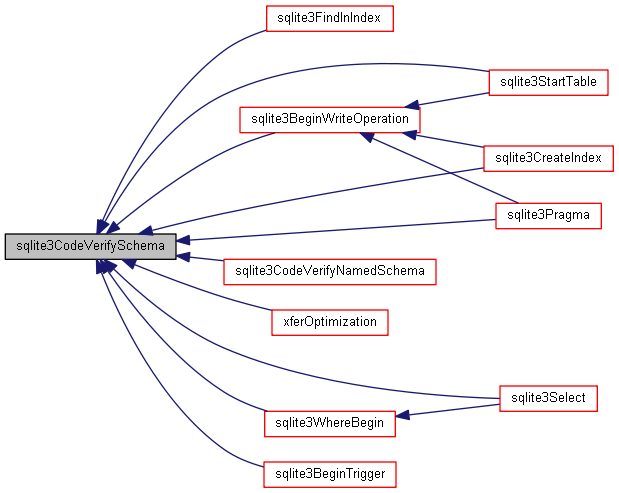 sqlite3FindInIndex
sqlite3StartTable
sqlite3BeginWriteOperation
sqlite3CreateIndex
sqlite3Pragma
sqlite3CodeVerifySchema
sqlite3CodeVerifyNamedSchema
xferOptimization
sqlite3Select
sqlite3WhereBegin
sqlite3BeginTrigger